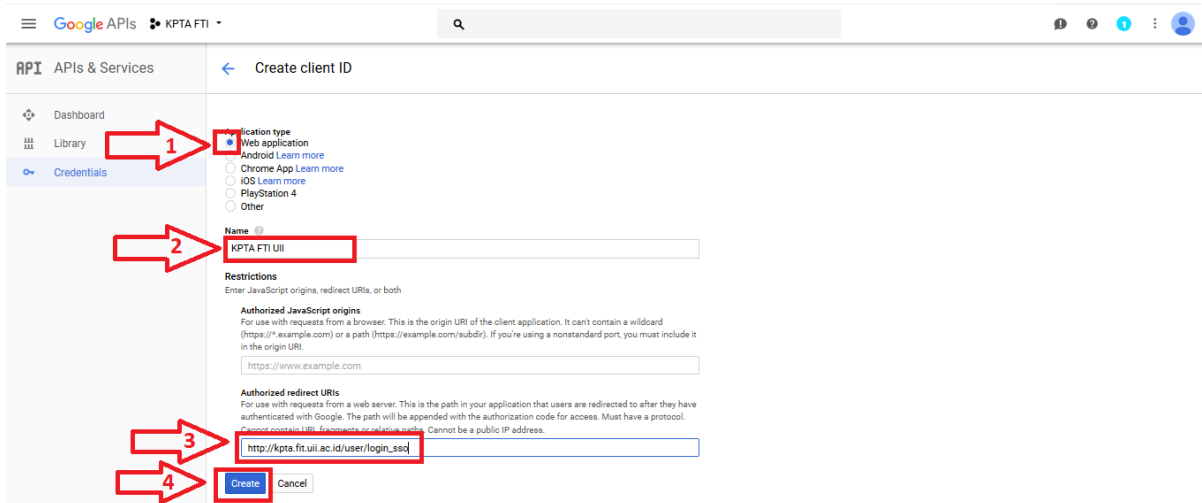 Google APIs KPTA FTI
1
API APIs & Services
Create client ID
Dashboard
Library
Credentials
Application type
1
Web application
Android Learn more
Chrome App Learn more
iOS Learn more
PlayStation 4
Other
Name
2
KPTA FTI UII
Restrictions
Enter JavaScript origins, redirect URIs, or both
Authorized JavaScript origins
For use with requests from a browser. This is the origin URI of the client application. It can't contain a wildcard
(https://*.example.com) or a path (https://example.com/subdir). If you're using a nonstandard port, you must include it
in the origin URI.
https://www.example.com
Authorized redirect URIs
For use with requests from a web server. This is the path in your application that users are redirected to after they have
authenticated with Google. The path will be appended with the authorization code for access. Must have a protocol.
Cannot contain URL fragments or relative paths. Cannot be a public IP address.
3
http://kpta.fit.uii.ac.id/user/login_sso
4
Create Cancel